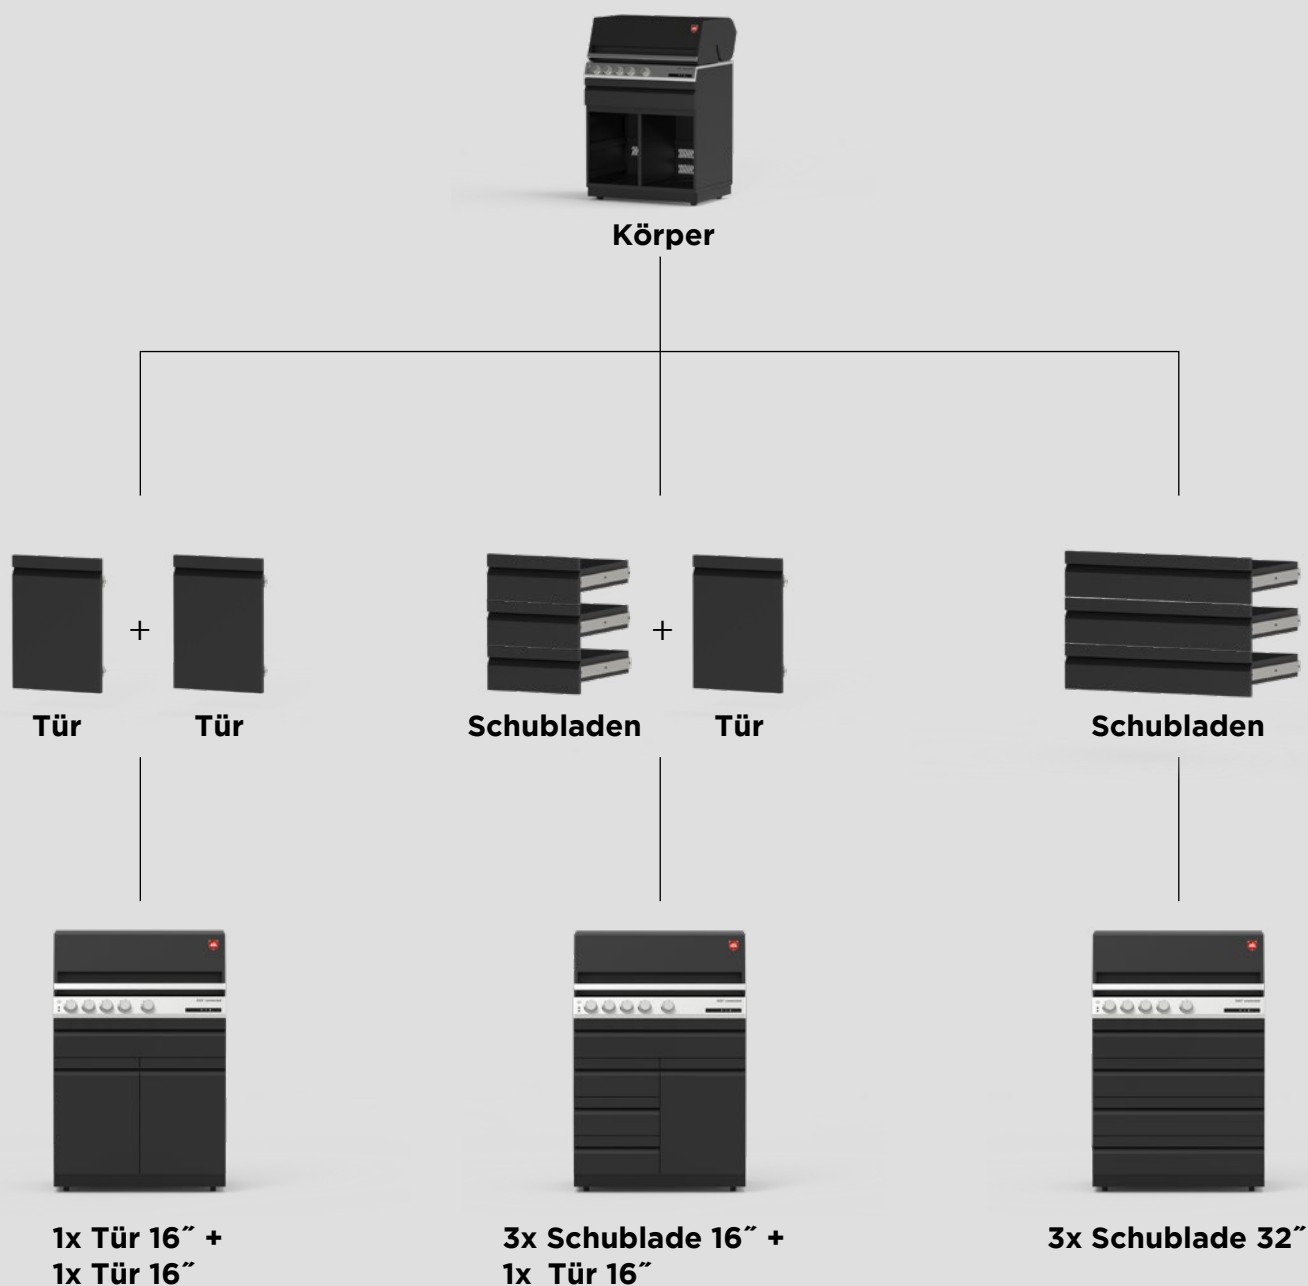 Körper
+
+
Tür
Tür
Schubladen
Tür
Schubladen
1x Tür 16˝ +
1x Tür 16˝
3x Schublade 16˝ +
1x Tür 16˝
3x Schublade 32˝